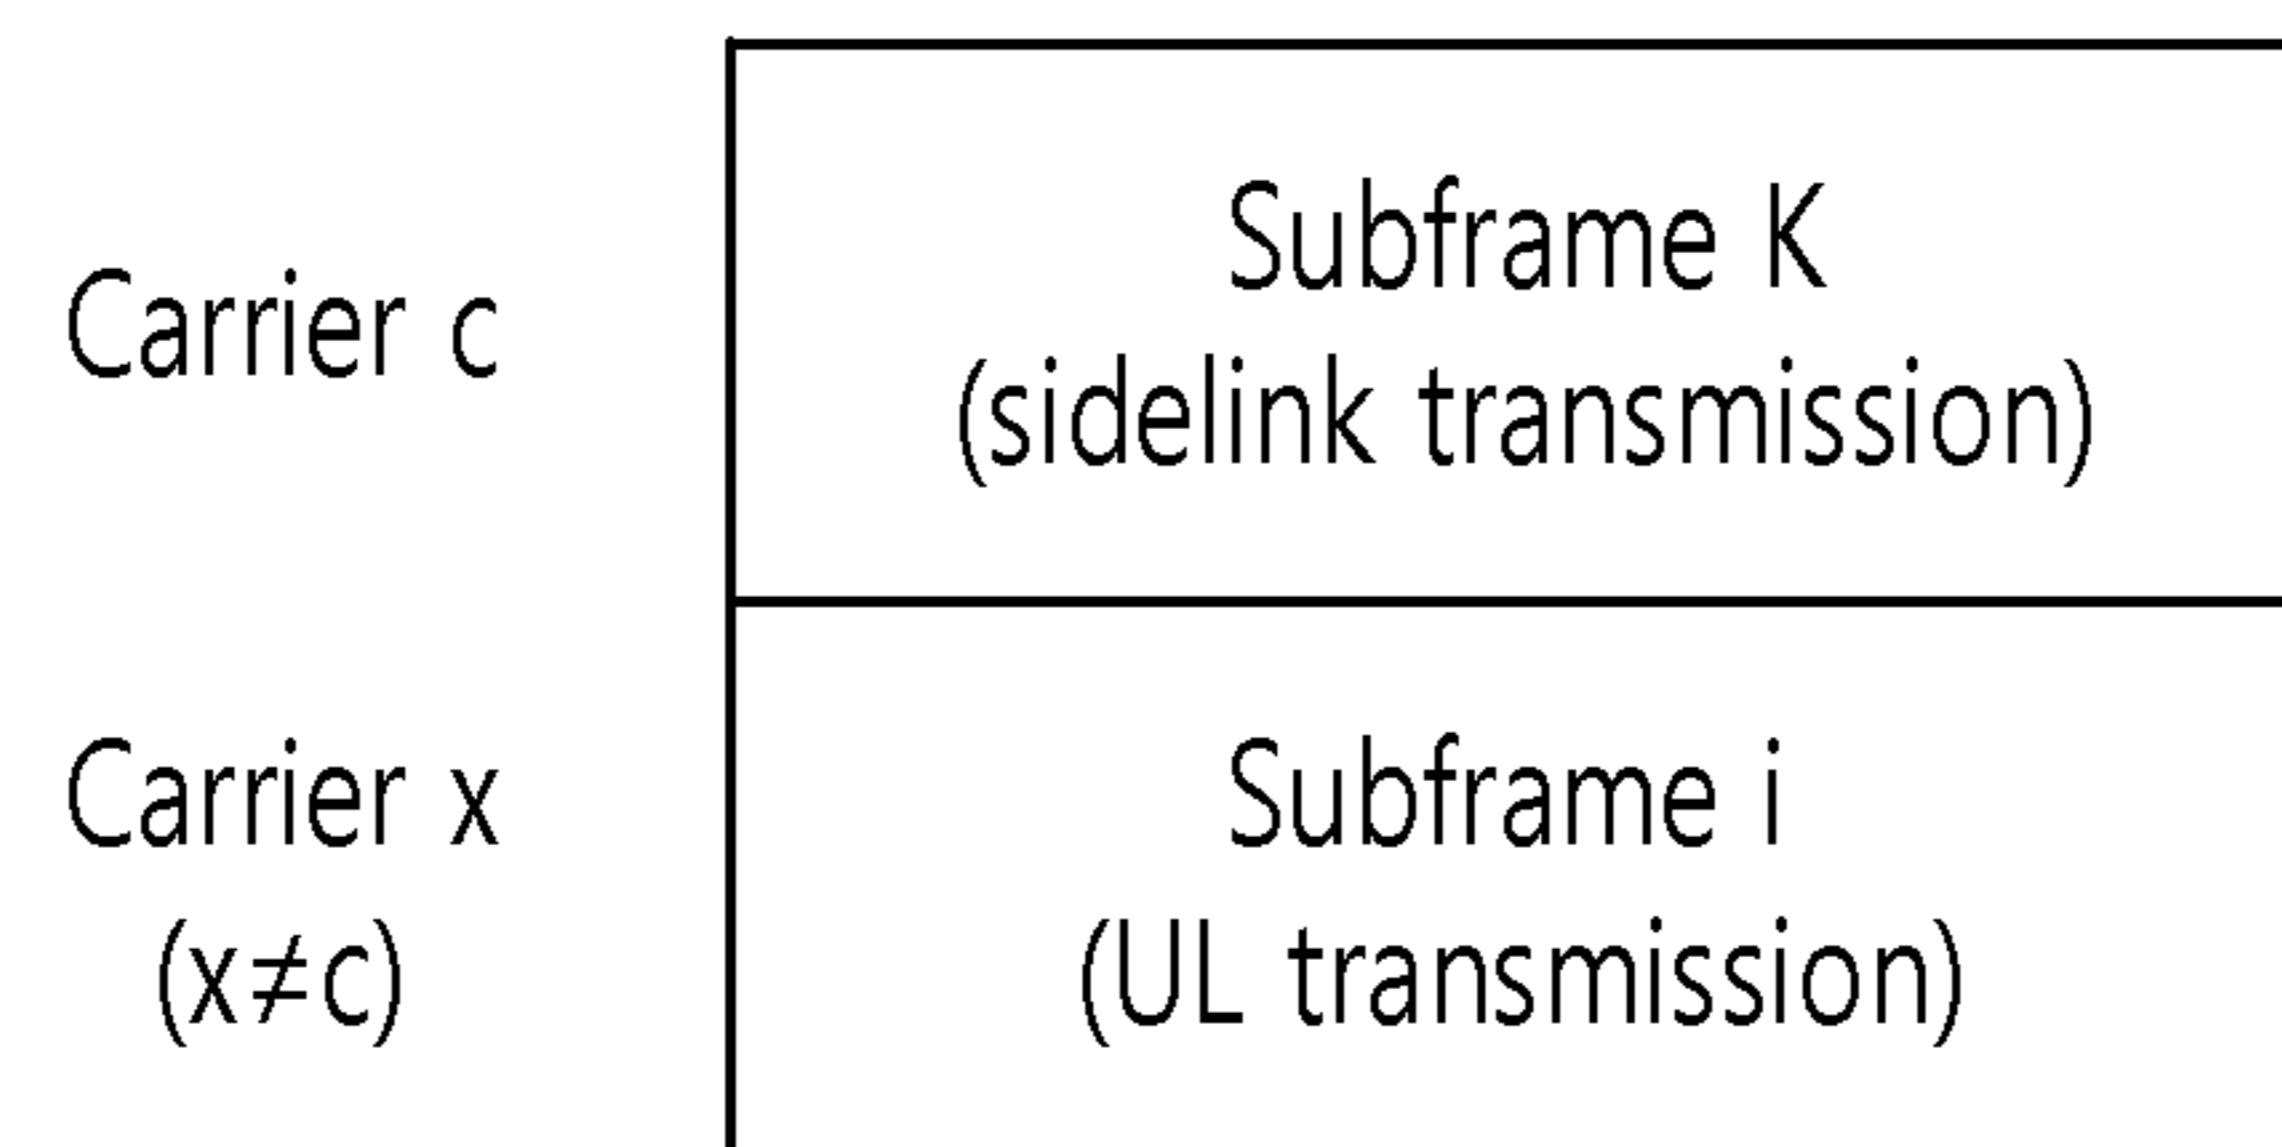 Carrier c
Subframe K
(sidelink transmission)
Carrier x
(x≠c)
Subframe i
(UL transmission)